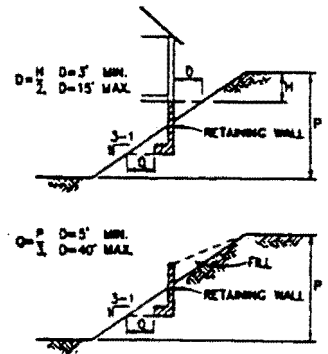 D
D=H/2, D=3' MIN.
D=15' MAX.
H
P
RETAINING WALL
3-1
Q
Q=P/3, D=5' MIN.
D=40' MAX.
FILL
3-1
RETAINING WALL
P
Q